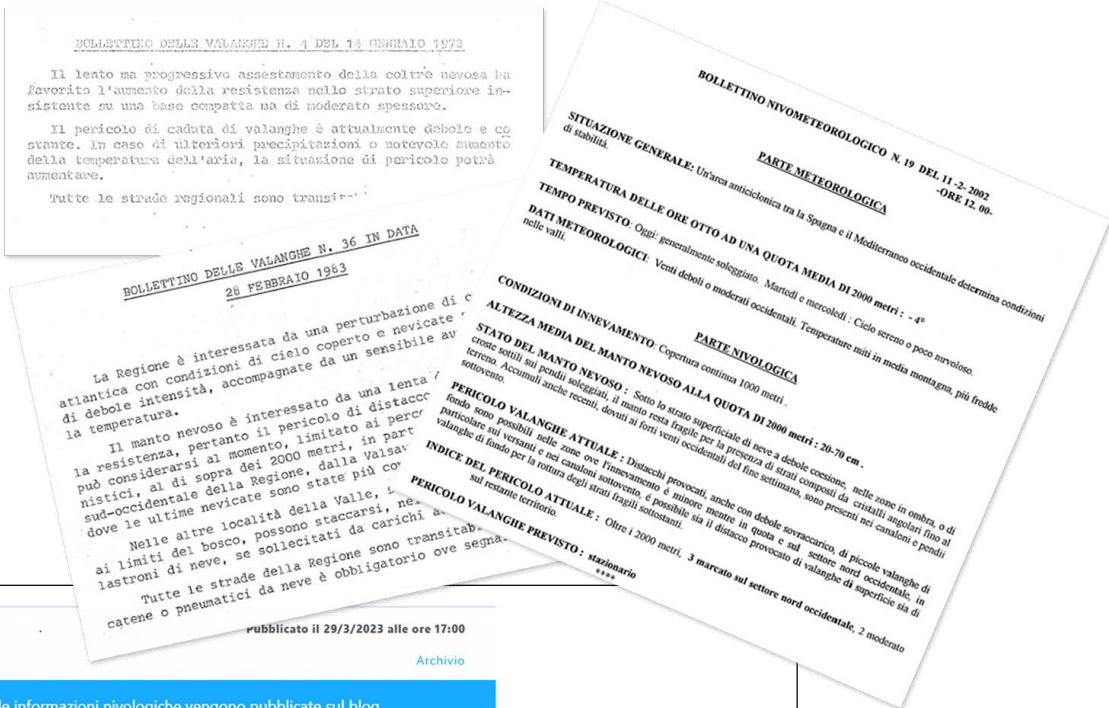 BOLLETTINO DELLE VALANGHE N. 4 DEL 14 GENNAIO 1972
Il lento ma progressivo assestamento della coltre nevosa ha
favorito l'aumento della resistenza nello strato superiore in-
sistente su una base compatta ma di moderato spessore.
Il pericolo di caduta di valanghe è attualmente debole e co
stante. In caso di ulteriori precipitazioni o notevole aumento
della temperatura dell'aria, la situazione di pericolo potrà
aumentare.
Tutte le strade regionali sono
BOLLETTINO DELLE VALANGHE N. 36 IN DATA
28 FEBBRAIO 1983
La Regione è interessata da una perturbazione di
atlantica con condizioni di cielo coperto e nevicate
di debole intensità, accompagnate da un sensibile
la temperatura.
Il manto nevoso è interessato da una lenta
la resistenza, pertanto il pericolo di distacco
può considerarsi al momento, limitato ai
nistici, al di sopra dei 2000 metri, in
sud-occidentale della Regione, dalla
dove le ultime nevicate sono state più
Nelle altre località della Valle,
ai limiti del bosco, possono staccarsi,
lastroni di neve, se sollecitati da carichi
Tutte le strade della Regione sono
catene o pneumatici da neve è obbligatorio ove
BOLLETTINO NIVOMETEOROLOGICO N. 19 DEL 11 -2- 2002
-ORE 12. 00-
PARTE METEOROLOGICA
SITUAZIONE GENERALE: Un'area anticiclonica tra la Spagna e il Mediterraneo occidentale determina condizioni
di stabilità.
TEMPERATURA DELLE ORE OTTO AD UNA QUOTA MEDIA DI 2000 metri : - 4°
TEMPO PREVISTO: Oggi: generalmente soleggiato. Martedì e mercoledì : Cielo sereno o poco nuvoloso.
DATI METEOROLOGICI: Venti deboli o moderati occidentali. Temperature miti in media montagna, più fredde
nelle valli.
PARTE NIVOLOGICA
CONDIZIONI DI INNEVAMENTO: Copertura continua 1000 metri .
ALTEZZA MEDIA DEL MANTO NEVOSO ALLA QUOTA DI 2000 metri : 20-70 cm .
STATO DEL MANTO NEVOSO : Sotto lo strato superficiale di neve a debole coesione, nelle zone in ombra, o di
croste sottili sui pendii soleggiati, il manto resta fragile per la presenza di strati composti da cristalli angolari fino al
terreno. Accumuli anche recenti, dovuti ai forti venti occidentali del fine settimana, sono presenti nei canaloni e pendii
sottovento.
PERICOLO VALANGHE ATTUALE : Distacchi provocati, anche con debole sovraccarico, di piccole valanghe di
fondo sono possibili nelle zone ove l'innevamento è minore mentre in quota e sul settore nord occidentale, in
particolare sui versanti e nei canaloni sottovento, é possibile sia il distacco provocato di valanghe di superficie sia di
valanghe di fondo per la rottura degli strati fragili sottostanti.
INDICE DEL PERICOLO ATTUALE : Oltre i 2000 metri, 3 marcato sul settore nord occidentale, 2 moderato
sul restante territorio.
PERICOLO VALANGHE PREVISTO : stazionario
****
Pubblicato il 29/3/2023 alle ore 17:00
Archivio
le informazioni nivologiche vengono pubblicate sul blog